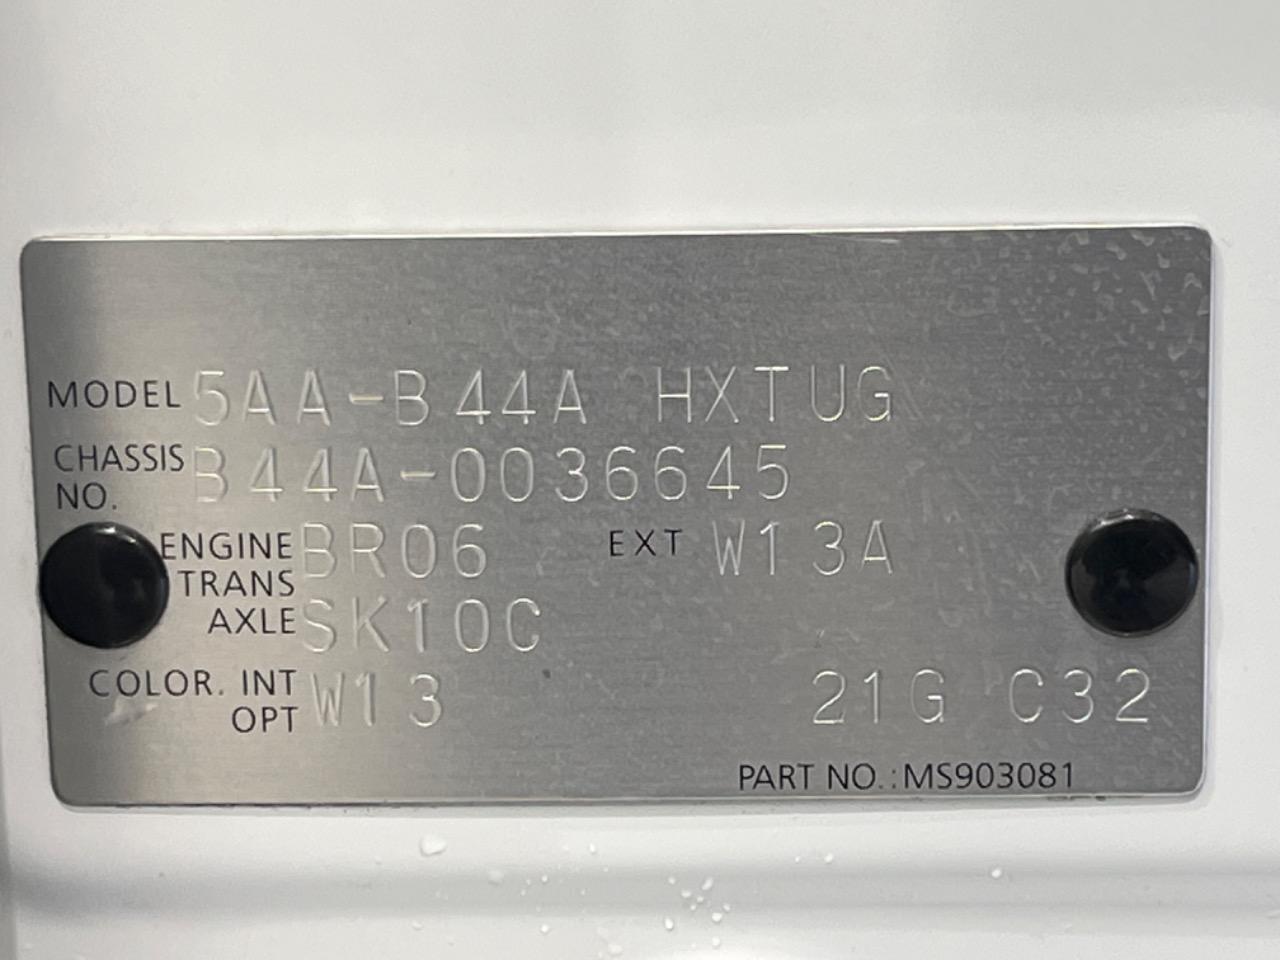 MODEL 5AA-B44A HXTUG
CHASSIS NO. B44A-0036645
ENGINE BR06 EXT W13A
TRANS AXLE SK10C
COLOR. INT OPT W13 21G C32
PART NO.:MS903081